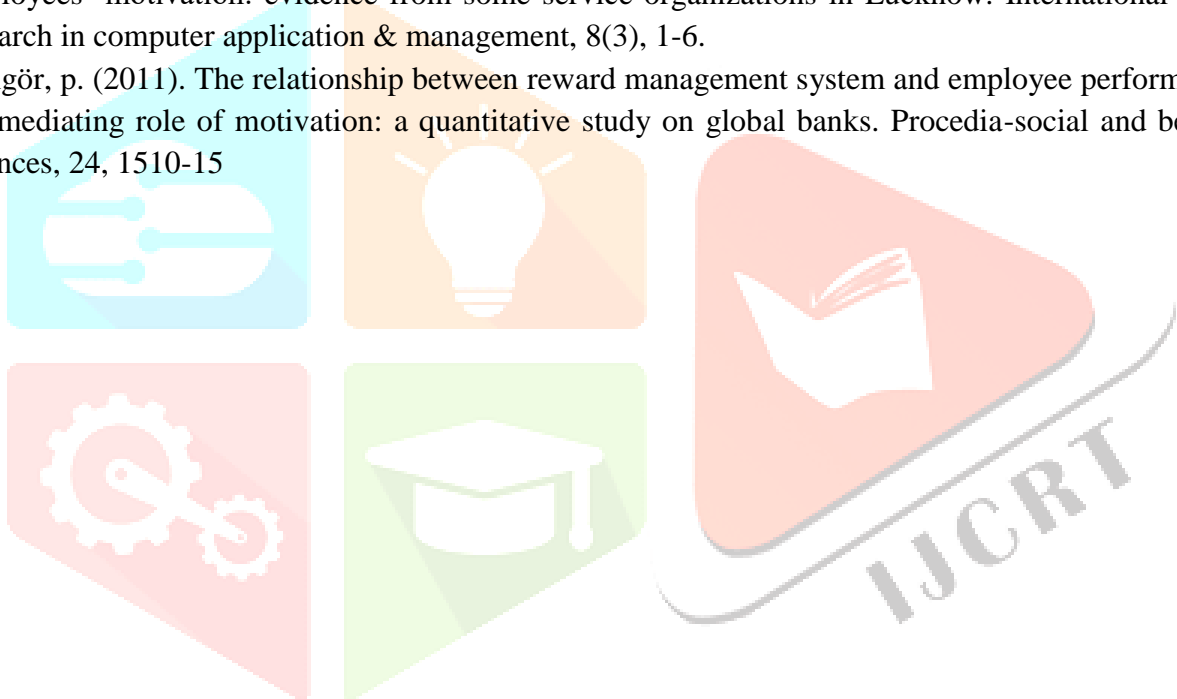 employees' motivation: evidence from some service organizations in Lucknow. International
arch in computer application & management, 8(3), 1-6.
gör, p. (2011). The relationship between reward management system and employee perform
mediating role of motivation: a quantitative study on global banks. Procedia-social and be
nces, 24, 1510-15
IJCRT